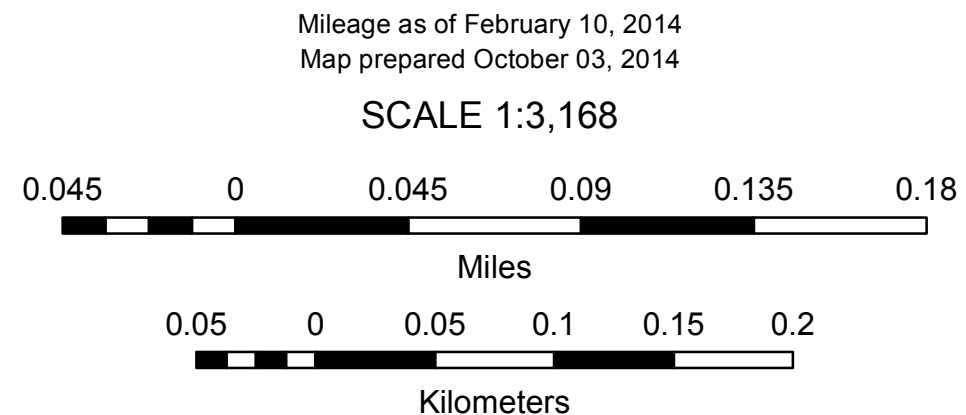 Mileage as of February 10, 2014
Map prepared October 03, 2014
SCALE 1:3,168
0.045 0 0.045 0.09 0.135 0.18
Miles
0.05 0 0.05 0.1 0.15 0.2
Kilometers